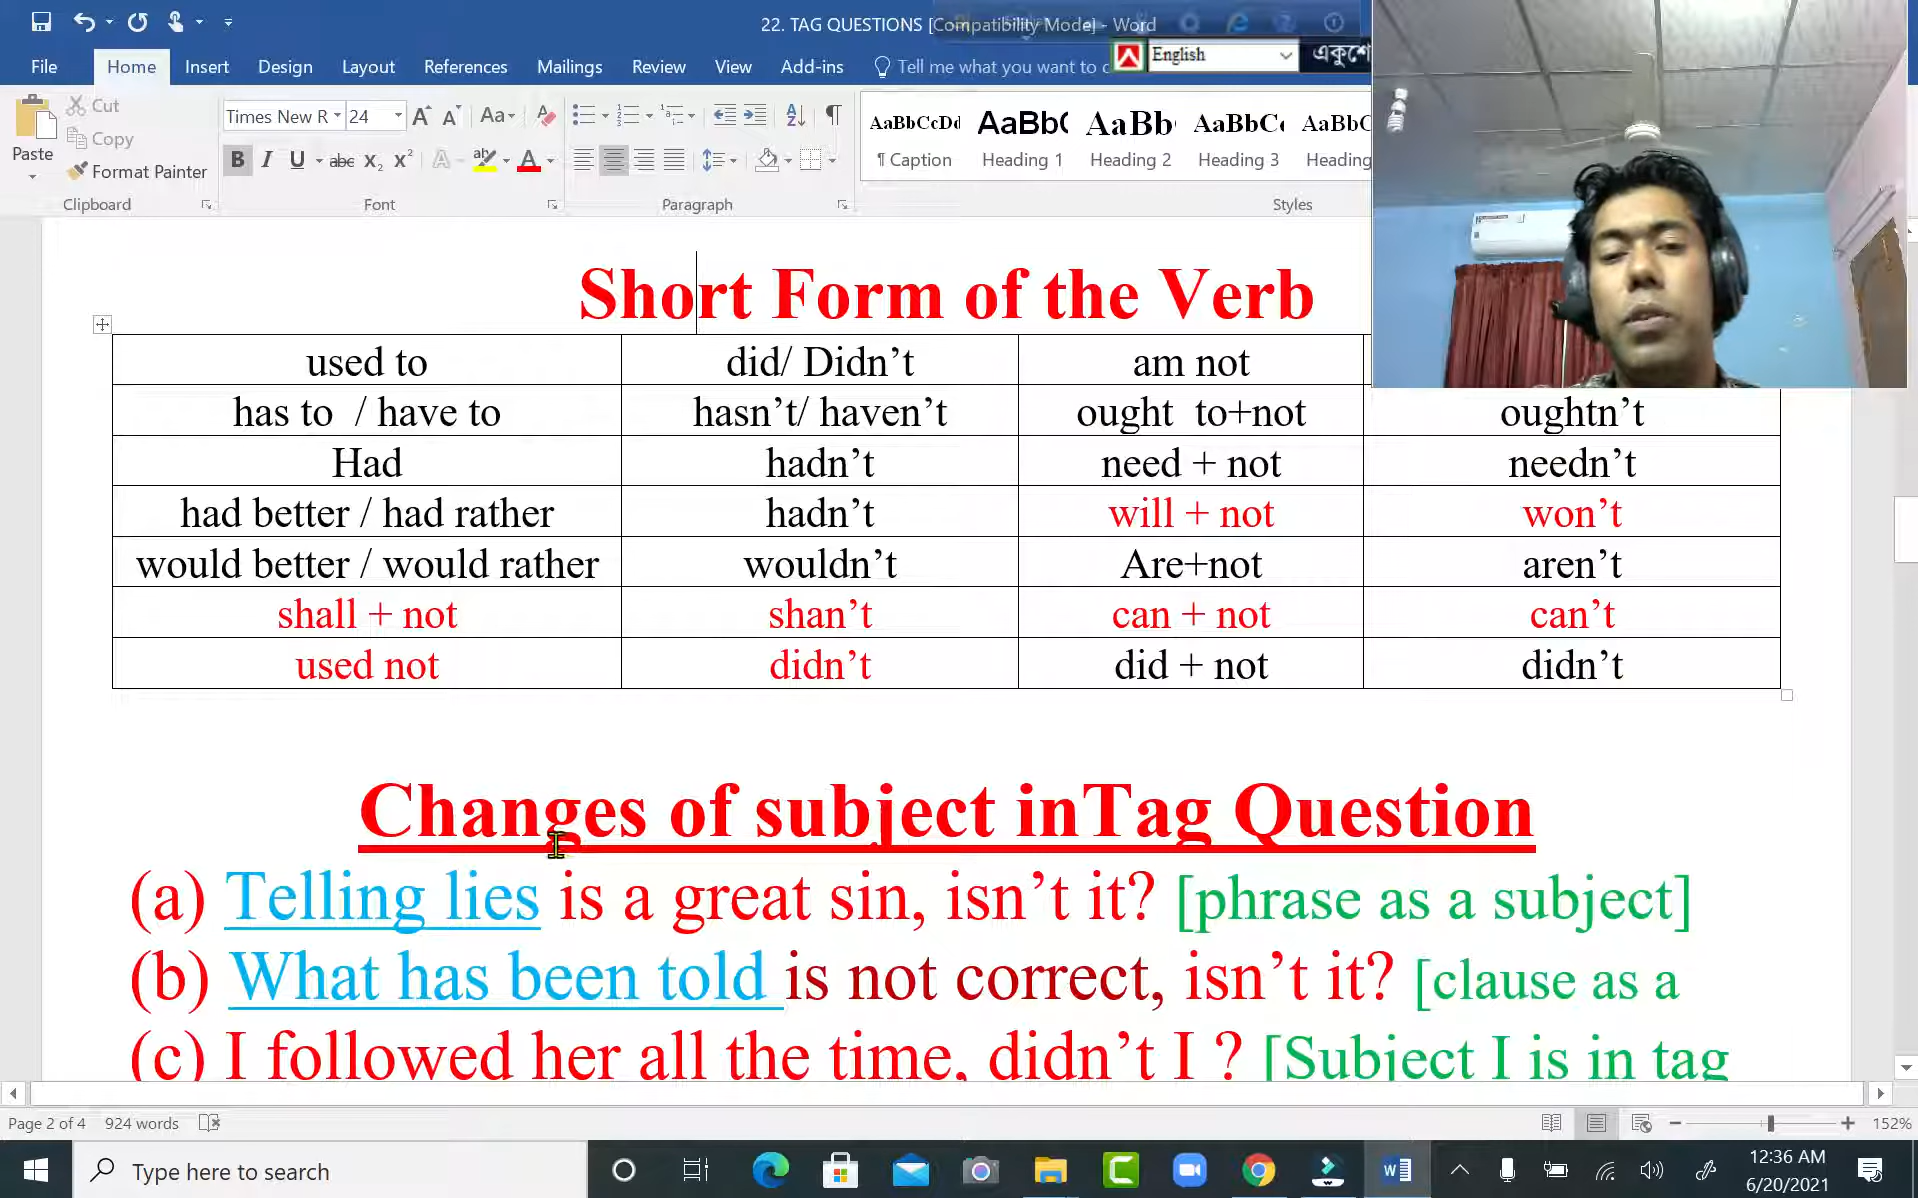 22. TAG QUESTIONS [Compatibility Mode] - Word
English
একুশে
File Home Insert Design Layout References Mailings Review View Add-ins Tell me what you want to
Paste
Cut
Copy
Format Painter
Clipboard
Times New R 24
Font
Paragraph
AaBbCcDd AaBb( AaBb AaBbC AaBbC
¶ Caption Heading 1 Heading 2 Heading 3 Heading
Styles
Short Form of the Verb
used to did/ Didn’t am not
has to / have to hasn’t/ haven’t ought to+not oughtn’t
Had hadn’t need + not needn’t
had better / had rather hadn’t will + not won’t
would better / would rather wouldn’t Are+not aren’t
shall + not shan’t can + not can’t
used not didn’t did + not didn’t
Changes of subject inTag Question
(a) Telling lies is a great sin, isn’t it? [phrase as a subject]
(b) What has been told is not correct, isn’t it? [clause as a
(c) I followed her all the time, didn’t I ? [Subject I is in tag
Page 2 of 4 924 words
152%
Type here to search
12:36 AM
6/20/2021